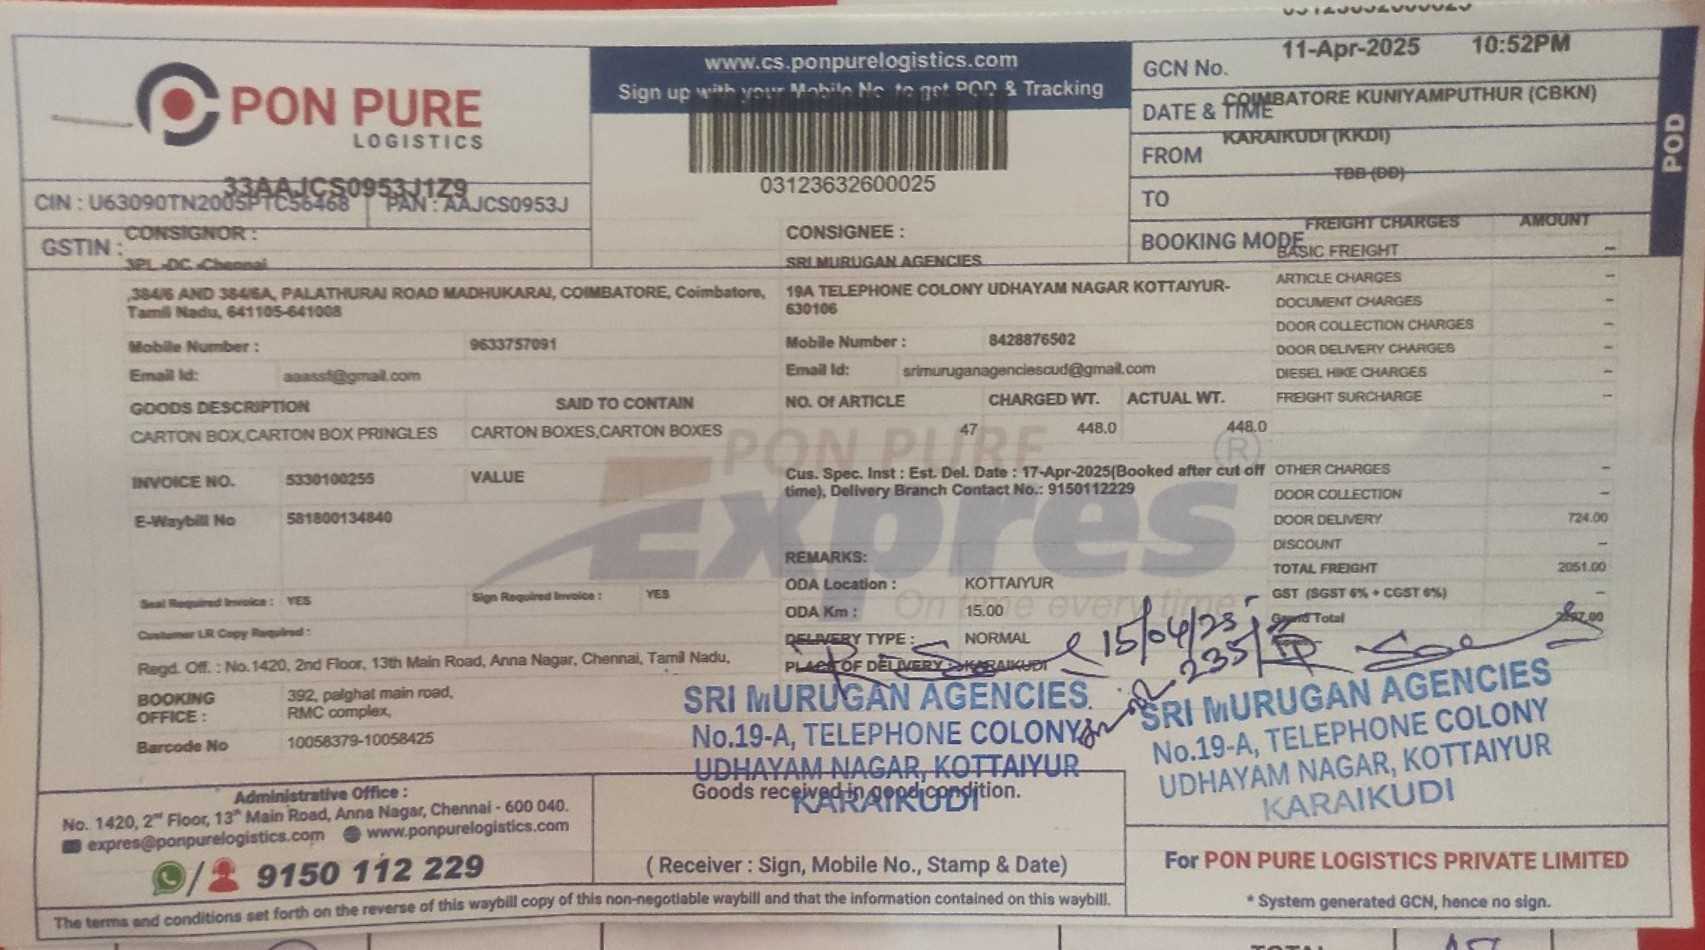 PON PURE
LOGISTICS
33AAJCS0953J1Z9
CIN : U63090TN2005PTC56468 PAN : AAJCS0953J
GSTIN :
www.cs.ponpurelogistics.com
Sign up with your Mobile No. to get POD & Tracking
03123632600025
11-Apr-2025 10:52PM
GCN No.
COIMBATORE KUNIYAMPUTHUR (CBKN)
DATE & TIME
KARAIKUDI (KKDI)
FROM
TBB (DD)
TO
BOOKING MODE
POD
CONSIGNOR :
3PL -DC -Chennai
,384/6 AND 384/6A, PALATHURAI ROAD MADHUKARAI, COIMBATORE, Coimbatore,
Tamil Nadu, 641105-641008
Mobile Number : 9633757091
Email Id: aaassf@gmail.com
CONSIGNEE :
SRI MURUGAN AGENCIES
19A TELEPHONE COLONY UDHAYAM NAGAR KOTTAIYUR-
630106
Mobile Number : 8428876502
Email Id: srimuruganagenciescud@gmail.com
GOODS DESCRIPTION SAID TO CONTAIN NO. Of ARTICLE CHARGED WT. ACTUAL WT.
CARTON BOX,CARTON BOX PRINGLES CARTON BOXES,CARTON BOXES 47 448.0 448.0
INVOICE NO. 5330100255 VALUE
E-Waybill No 581800134840
Cus. Spec. Inst : Est. Del. Date : 17-Apr-2025(Booked after cut off
time), Delivery Branch Contact No.: 9150112229
PON PURE
Expres
®
On time every time
REMARKS:
ODA Location : KOTTAIYUR
ODA Km : 15.00
DELIVERY TYPE : NORMAL
PLACE OF DELIVERY : KARAIKUDI
Seal Required Invoice : YES Sign Required Invoice : YES
Customer LR Copy Required :
Regd. Off. : No.1420, 2nd Floor, 13th Main Road, Anna Nagar, Chennai, Tamil Nadu,
BOOKING
OFFICE :
392, palghat main road,
RMC complex,
Barcode No 10058379-10058425
FREIGHT CHARGES AMOUNT
BASIC FREIGHT –
ARTICLE CHARGES –
DOCUMENT CHARGES –
DOOR COLLECTION CHARGES –
DOOR DELIVERY CHARGES –
DIESEL HIKE CHARGES –
FREIGHT SURCHARGE –
OTHER CHARGES –
DOOR COLLECTION –
DOOR DELIVERY 724.00
DISCOUNT –
TOTAL FREIGHT 2051.00
GST (SGST 6% + CGST 6%) –
Grand Total
15/04/25
SRI MURUGAN AGENCIES
No.19-A, TELEPHONE COLONY
UDHAYAM NAGAR, KOTTAIYUR
KARAIKUDI
SRI MURUGAN AGENCIES
No.19-A, TELEPHONE COLONY
UDHAYAM NAGAR, KOTTAIYUR
KARAIKUDI
Goods received in good condition.
( Receiver : Sign, Mobile No., Stamp & Date)
Administrative Office :
No. 1420, 2nd Floor, 13th Main Road, Anna Nagar, Chennai - 600 040.
expres@ponpurelogistics.com www.ponpurelogistics.com
9150 112 229
For PON PURE LOGISTICS PRIVATE LIMITED
* System generated GCN, hence no sign.
The terms and conditions set forth on the reverse of this waybill copy of this non-negotiable waybill and that the information contained on this waybill.